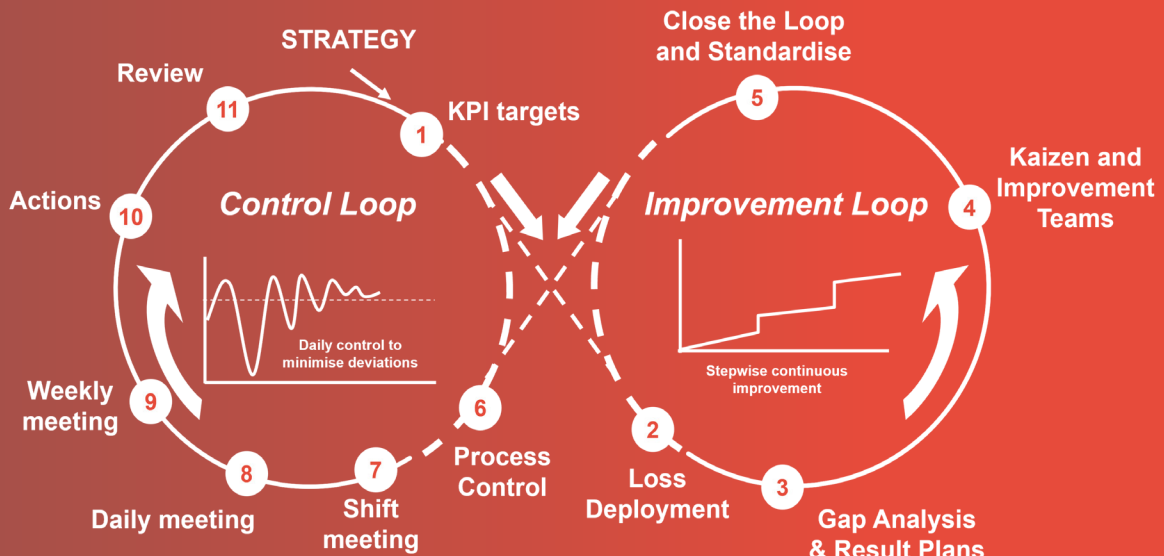 STRATEGY
1
KPI targets
Review
11
Actions
10
Control Loop
Daily control to
minimise deviations
Weekly
meeting
9
8
Daily meeting
7
Shift
meeting
6
Process
Control
Close the Loop
and Standardise
5
Kaizen and
Improvement
Teams
4
Improvement Loop
Stepwise continuous
improvement
2
Loss
Deployment
3
Gap Analysis
& Result Plans